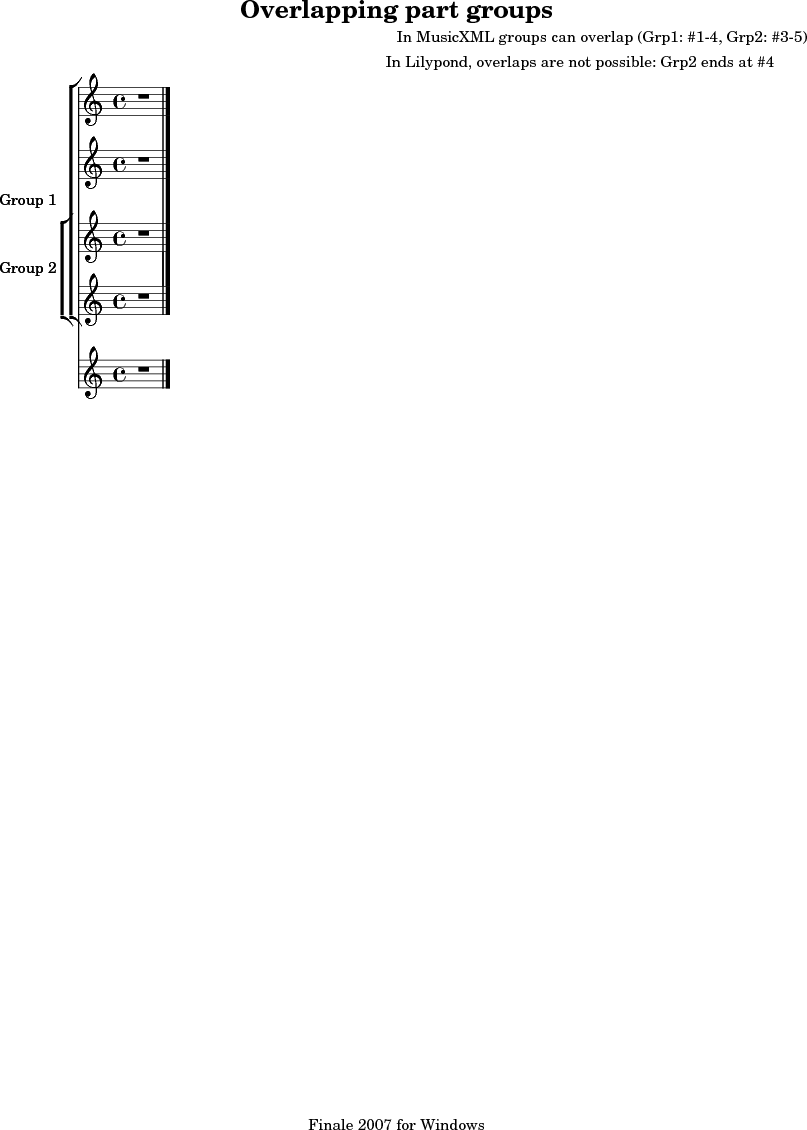 Overlapping part groups
In MusicXML groups can overlap (Grp1: #1-4, Grp2: #3-5)
In Lilypond, overlaps are not possible: Grp2 ends at #4
Group 1
Group 2
Finale 2007 for Windows